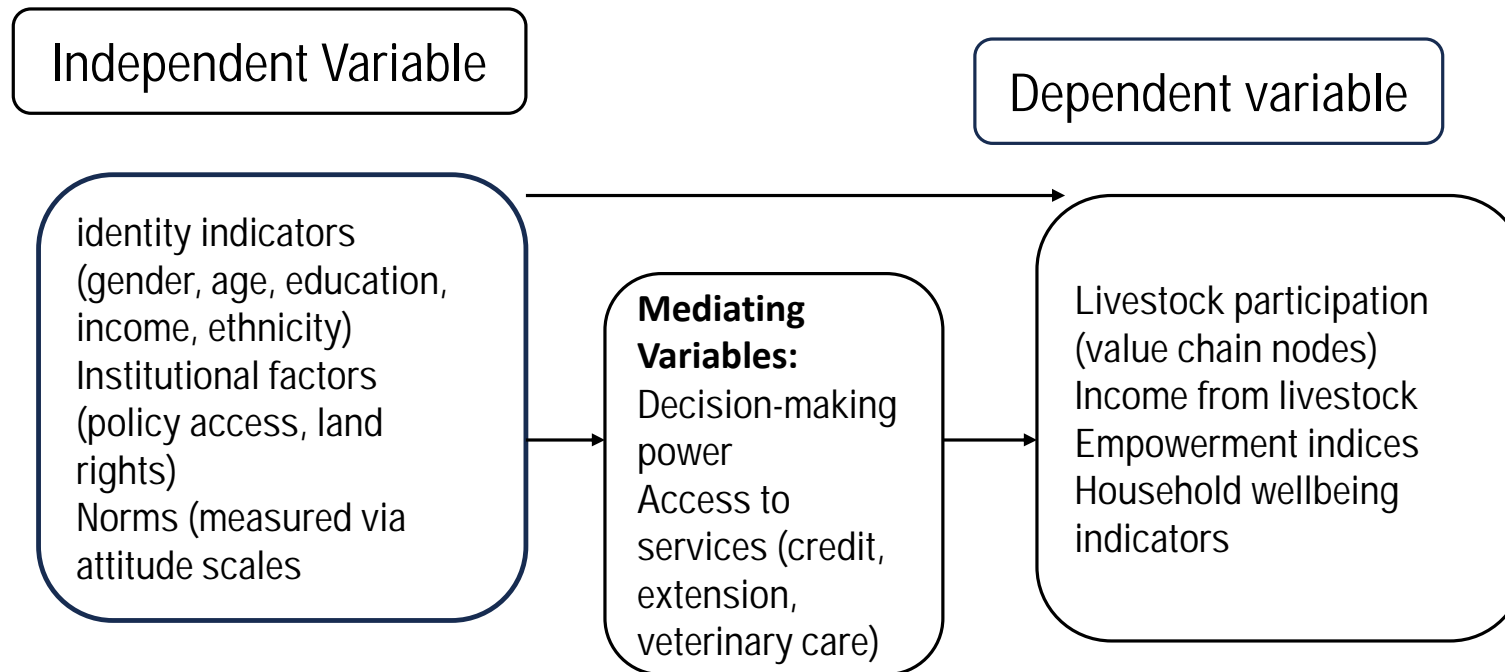 Independent Variable
Dependent variable
identity indicators
(gender, age, education,
income, ethnicity)
Institutional factors
(policy access, land
rights)
Norms (measured via
attitude scales
Mediating
Variables:
Decision-making
power
Access to
services (credit,
extension,
veterinary care)
Livestock participation
(value chain nodes)
Income from livestock
Empowerment indices
Household wellbeing
indicators